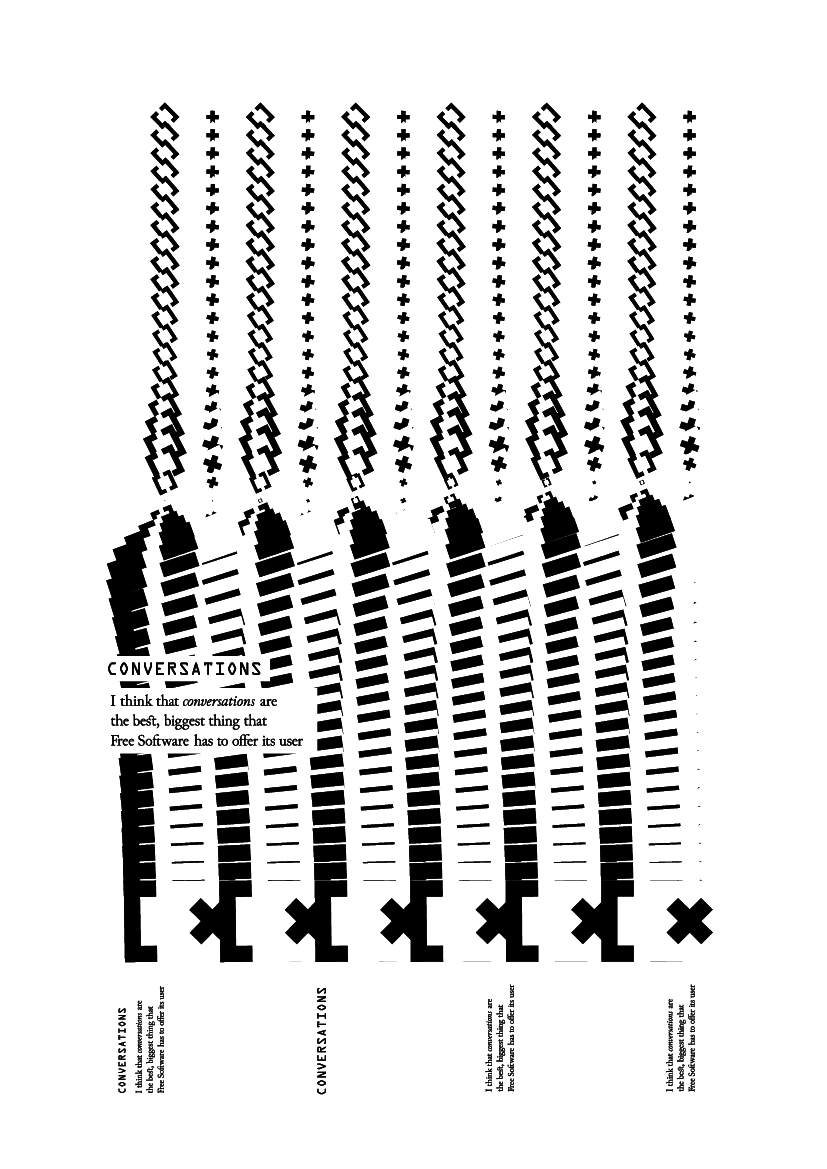 CONVERSATIONS
I think that conversations are
the best, biggest thing that
Free Software has to offer its user
CONVERSATIONS
I think that conversations are
the best, biggest thing that
Free Software has to offer its user
CONVERSATIONS
I think that conversations are
the best, biggest thing that
Free Software has to offer its user
I think that conversations are
the best, biggest thing that
Free Software has to offer its user